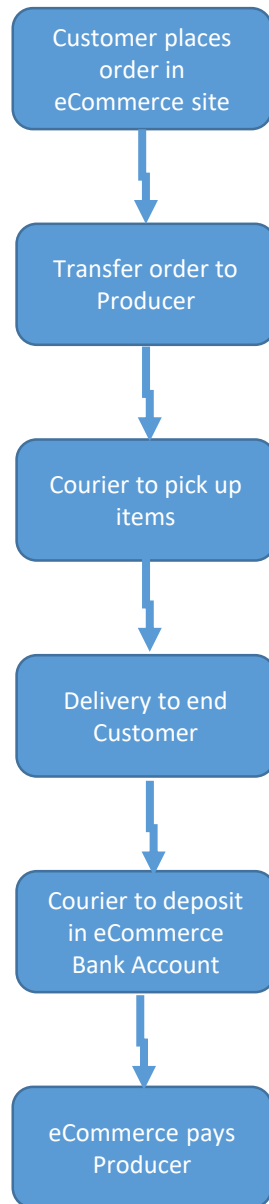 Customer places
order in
eCommerce site
Transfer order to
Producer
Courier to pick up
items
Delivery to end
Customer
Courier to deposit
in eCommerce
Bank Account
eCommerce pays
Producer